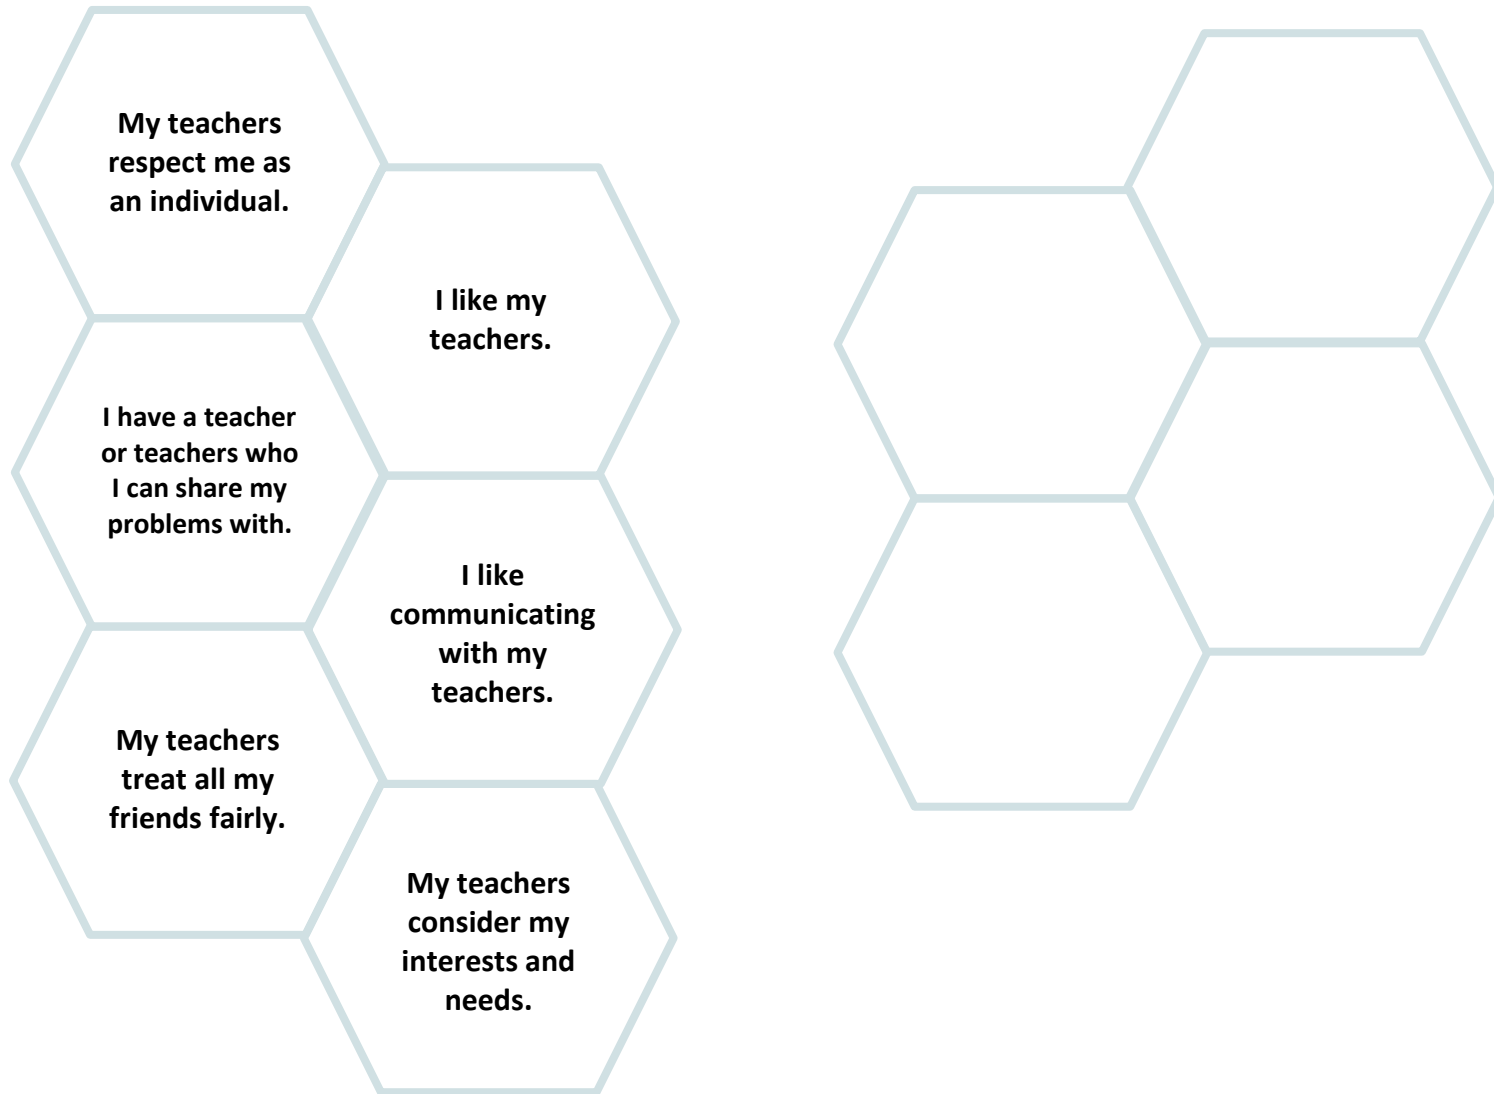 My teachers
respect me as
an individual.
I like my
teachers.
I have a teacher
or teachers who
I can share my
problems with.
I like
communicating
with my
teachers.
My teachers
treat all my
friends fairly.
My teachers
consider my
interests and
needs.